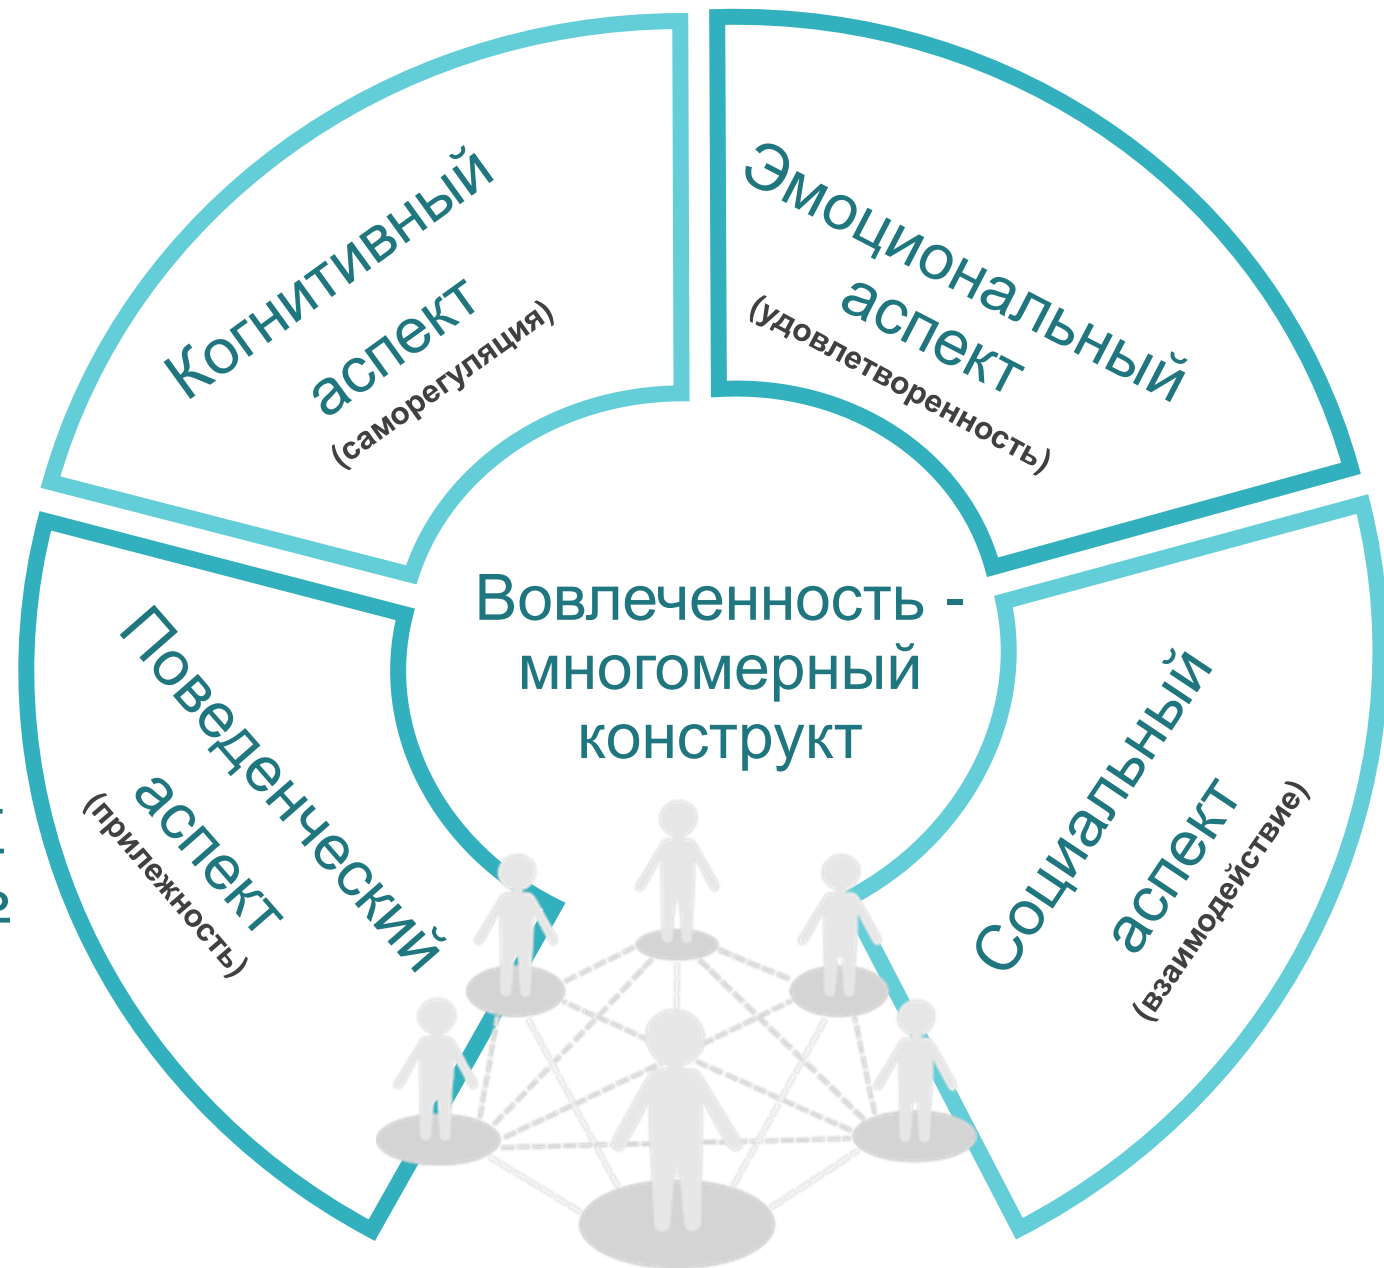 Когнитивный
аспект
(саморегуляция)
Эмоциональный
аспект
(удовлетворенность)
Вовлеченность -
многомерный
конструкт
Поведенческий
аспект
(прилежность)
Социальный
аспект
(взаимодействие)